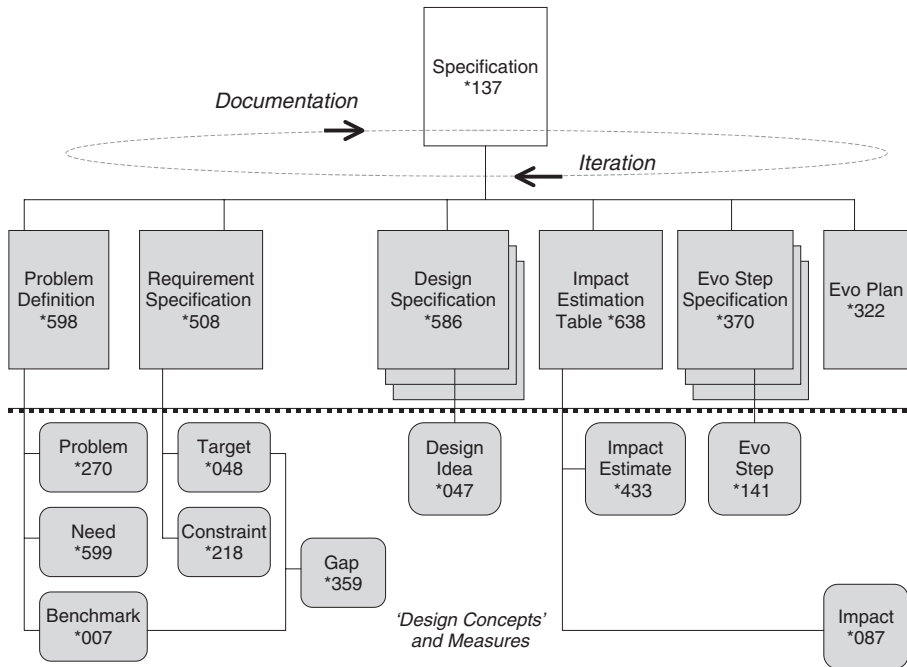 Specification
*137
Documentation
Iteration
Problem
Definition
*598
Requirement
Specification
*508
Design
Specification
*586
Impact
Estimation
Table *638
Evo Step
Specification
*370
Evo Plan
*322
Problem
*270
Target
*048
Design
Idea
*047
Impact
Estimate
*433
Evo
Step
*141
Need
*599
Constraint
*218
Gap
*359
Benchmark
*007
'Design Concepts'
and Measures
Impact
*087